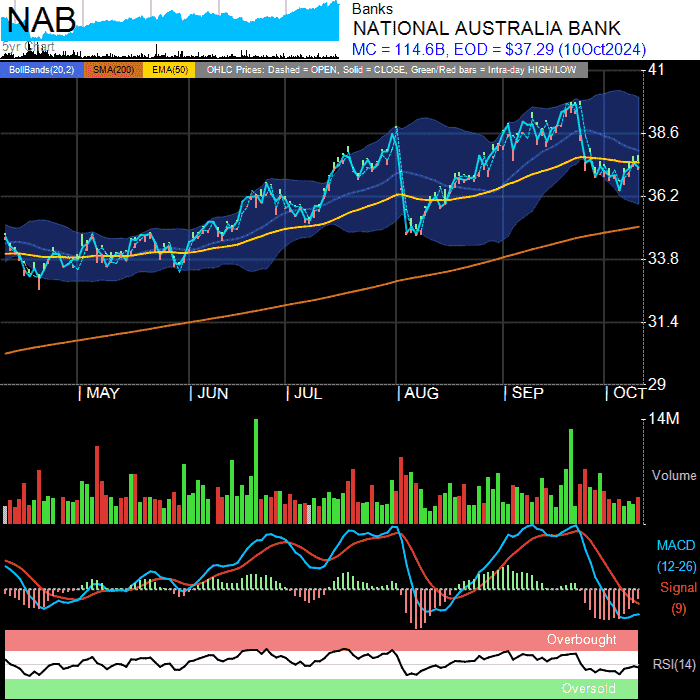 NAB
5yr Chart
Banks
NATIONAL AUSTRALIA BANK
MC = 114.6B, EOD = $37.29 (10Oct2024)
BollBands(20,2) SMA(200) EMA(50) OHLC Prices: Dashed = OPEN, Solid = CLOSE, Green/Red bars = Intra-day HIGH/LOW
41
38.6
36.2
33.8
31.4
29
| MAY | JUN | JUL | AUG | SEP | OCT
14M
Volume
MACD
(12-26)
Signal
(9)
Overbought
RSI(14)
Oversold